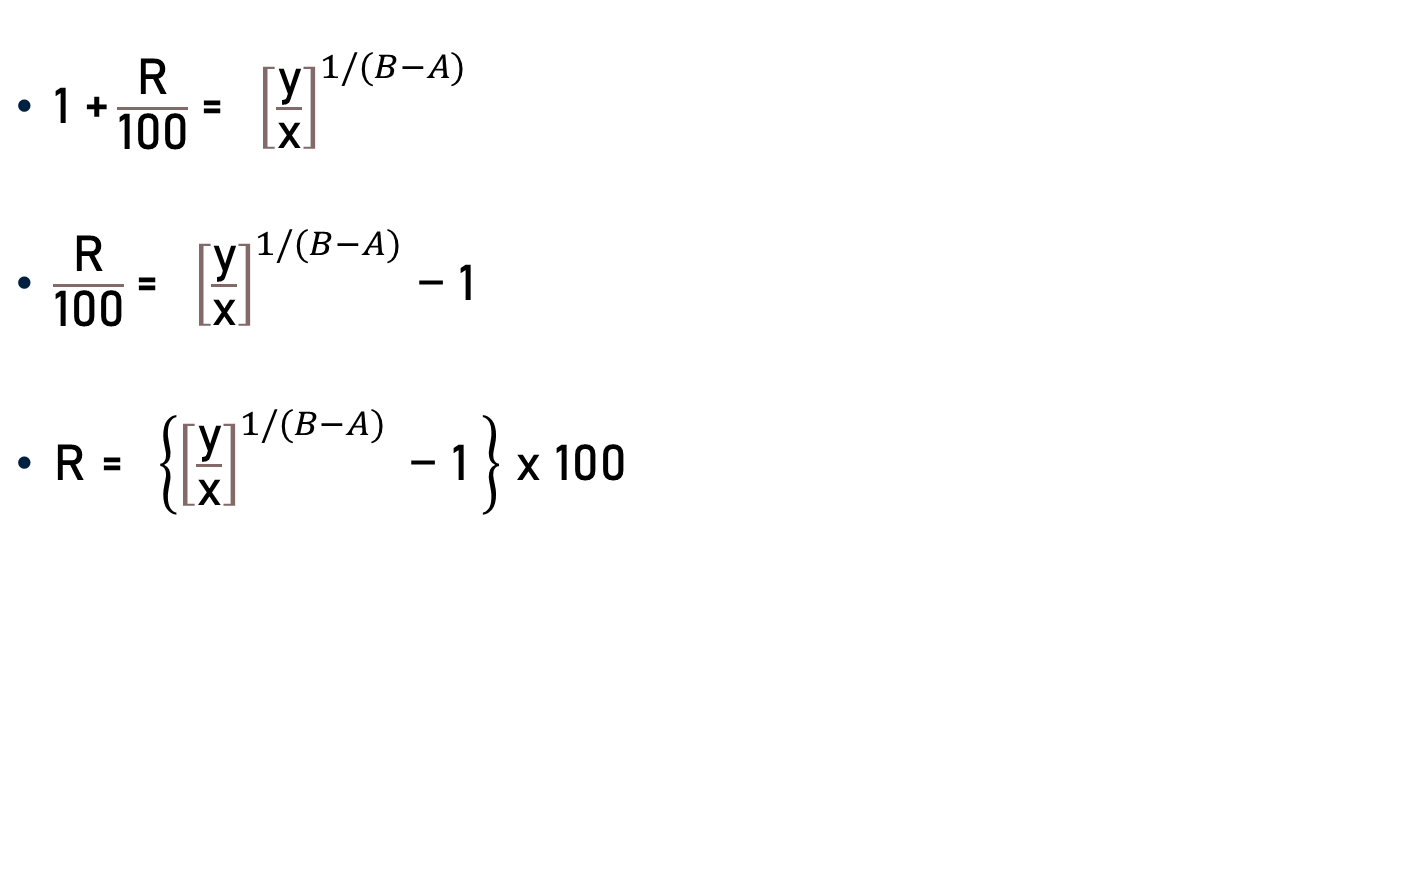 • 1 + R/100 = [y/x]^1/(B−A)
• R/100 = [y/x]^1/(B−A) − 1
• R = {[y/x]^1/(B−A) − 1} x 100